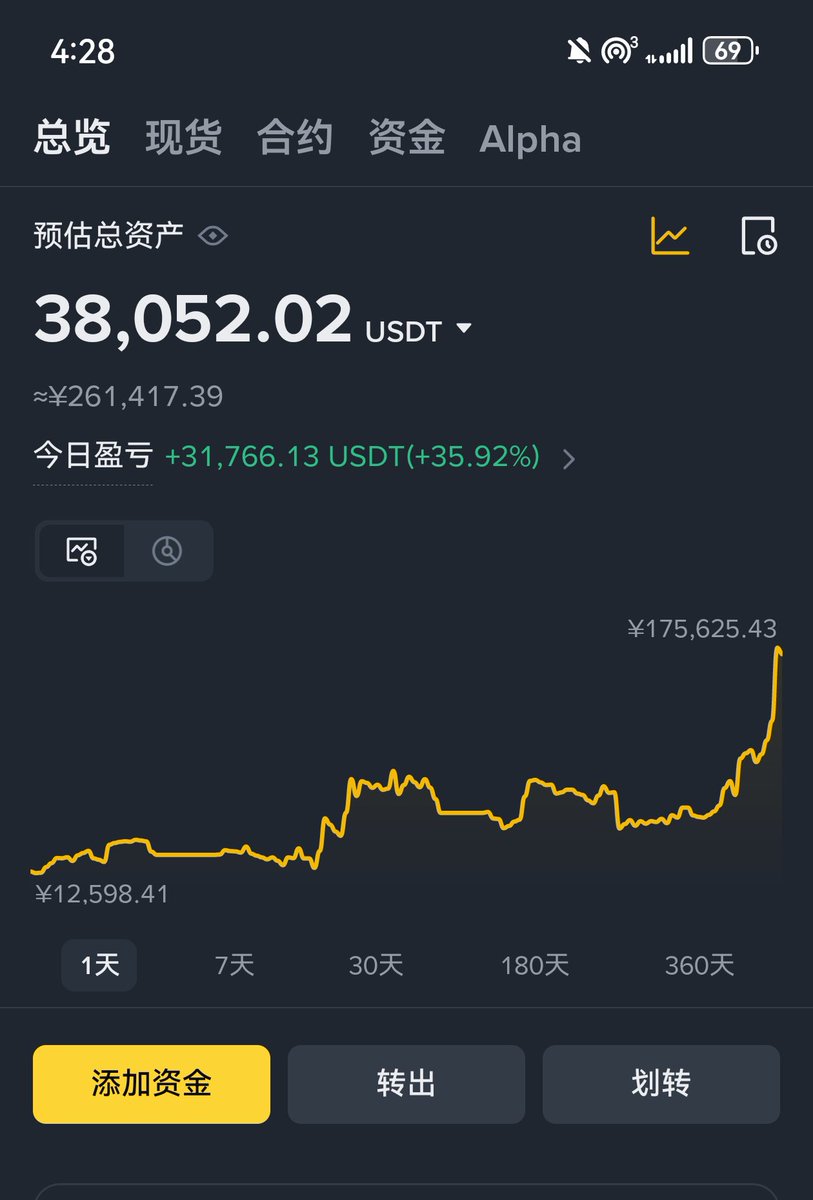 4:28 3 69
总览 现货 合约 资金 Alpha
预估总资产
38,052.02 USDT
≈¥261,417.39
今日盈亏 +31,766.13 USDT(+35.92%)
¥175,625.43
¥12,598.41
1天 7天 30天 180天 360天
添加资金 转出 划转